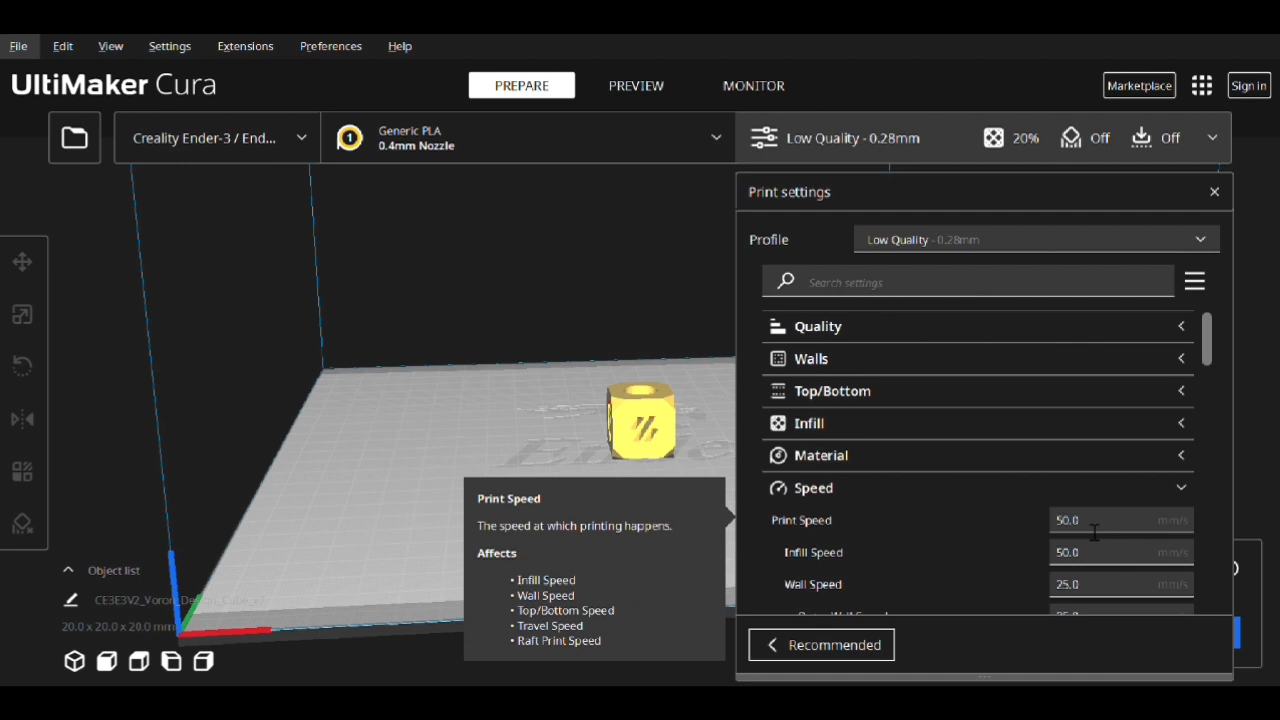 File Edit View Settings Extensions Preferences Help
UltiMaker Cura
PREPARE PREVIEW MONITOR
Marketplace Sign in
Creality Ender-3 / End...
1
Generic PLA
0.4mm Nozzle
Low Quality - 0.28mm 20% Off Off
Print settings
Profile Low Quality - 0.28mm
Search settings
Quality
Walls
Top/Bottom
Infill
Material
Speed
Print Speed 50.0 mm/s
Infill Speed 50.0 mm/s
Wall Speed 25.0 mm/s
Recommended
Print Speed
The speed at which printing happens.
Affects
• Infill Speed
• Wall Speed
• Top/Bottom Speed
• Travel Speed
• Raft Print Speed
Object list
20.0 x 20.0 x 20.0 mm